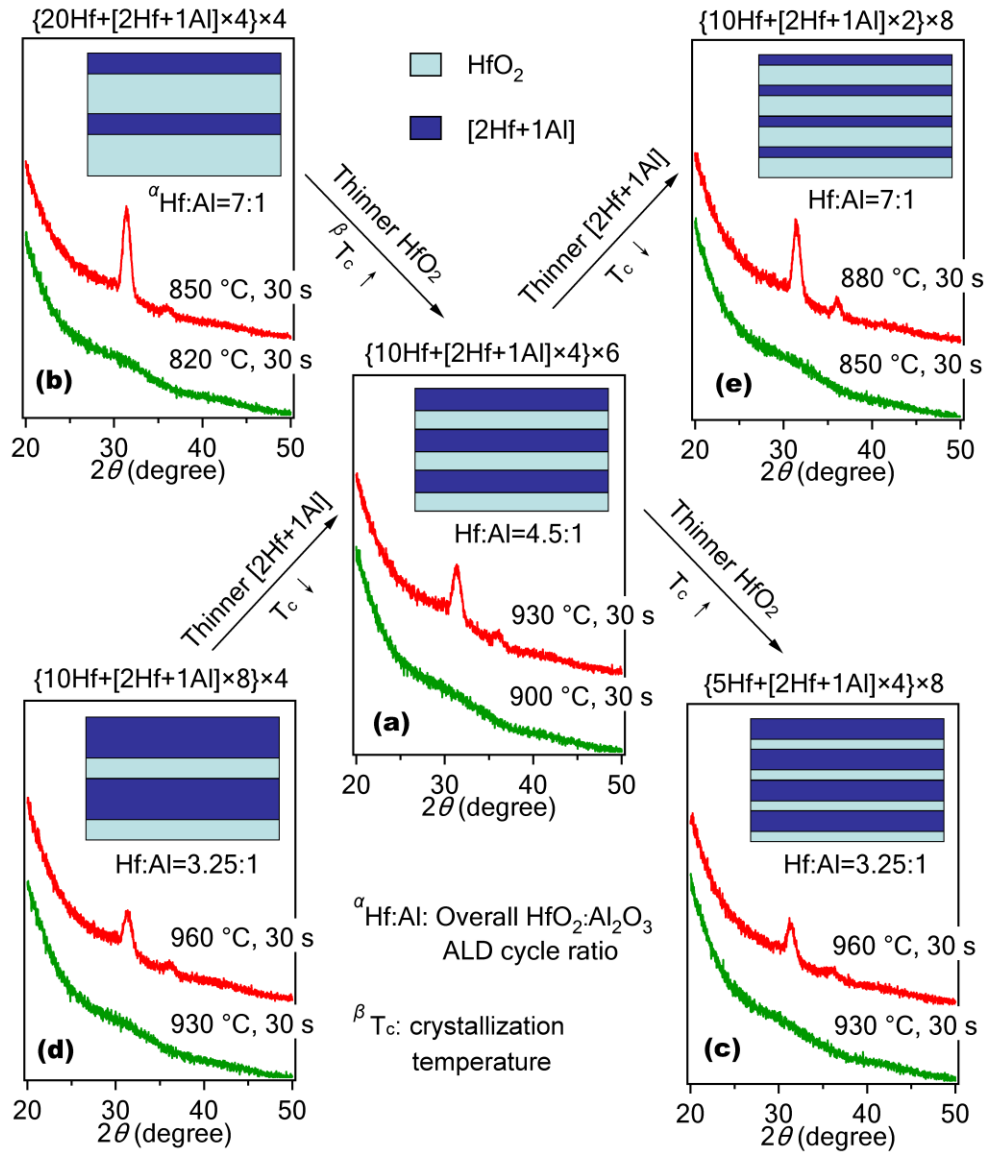 {20Hf+[2Hf+1Al]×4}×4
αHf:Al=7:1
850 °C, 30 s
820 °C, 30 s
(b)
20 30 40 50
2θ (degree)
HfO2
[2Hf+1Al]
{10Hf+[2Hf+1Al]×2}×8
Hf:Al=7:1
880 °C, 30 s
850 °C, 30 s
(e)
20 30 40 50
2θ (degree)
Thinner HfO2
βTc ↑
Thinner [2Hf+1Al]
Tc ↓
{10Hf+[2Hf+1Al]×4}×6
Hf:Al=4.5:1
930 °C, 30 s
900 °C, 30 s
(a)
20 30 40 50
2θ (degree)
Thinner [2Hf+1Al]
Tc ↓
Thinner HfO2
Tc ↑
{10Hf+[2Hf+1Al]×8}×4
Hf:Al=3.25:1
960 °C, 30 s
930 °C, 30 s
(d)
20 30 40 50
2θ (degree)
αHf:Al: Overall HfO2:Al2O3
ALD cycle ratio
βTc: crystallization
temperature
{5Hf+[2Hf+1Al]×4}×8
Hf:Al=3.25:1
960 °C, 30 s
930 °C, 30 s
(c)
20 30 40 50
2θ (degree)